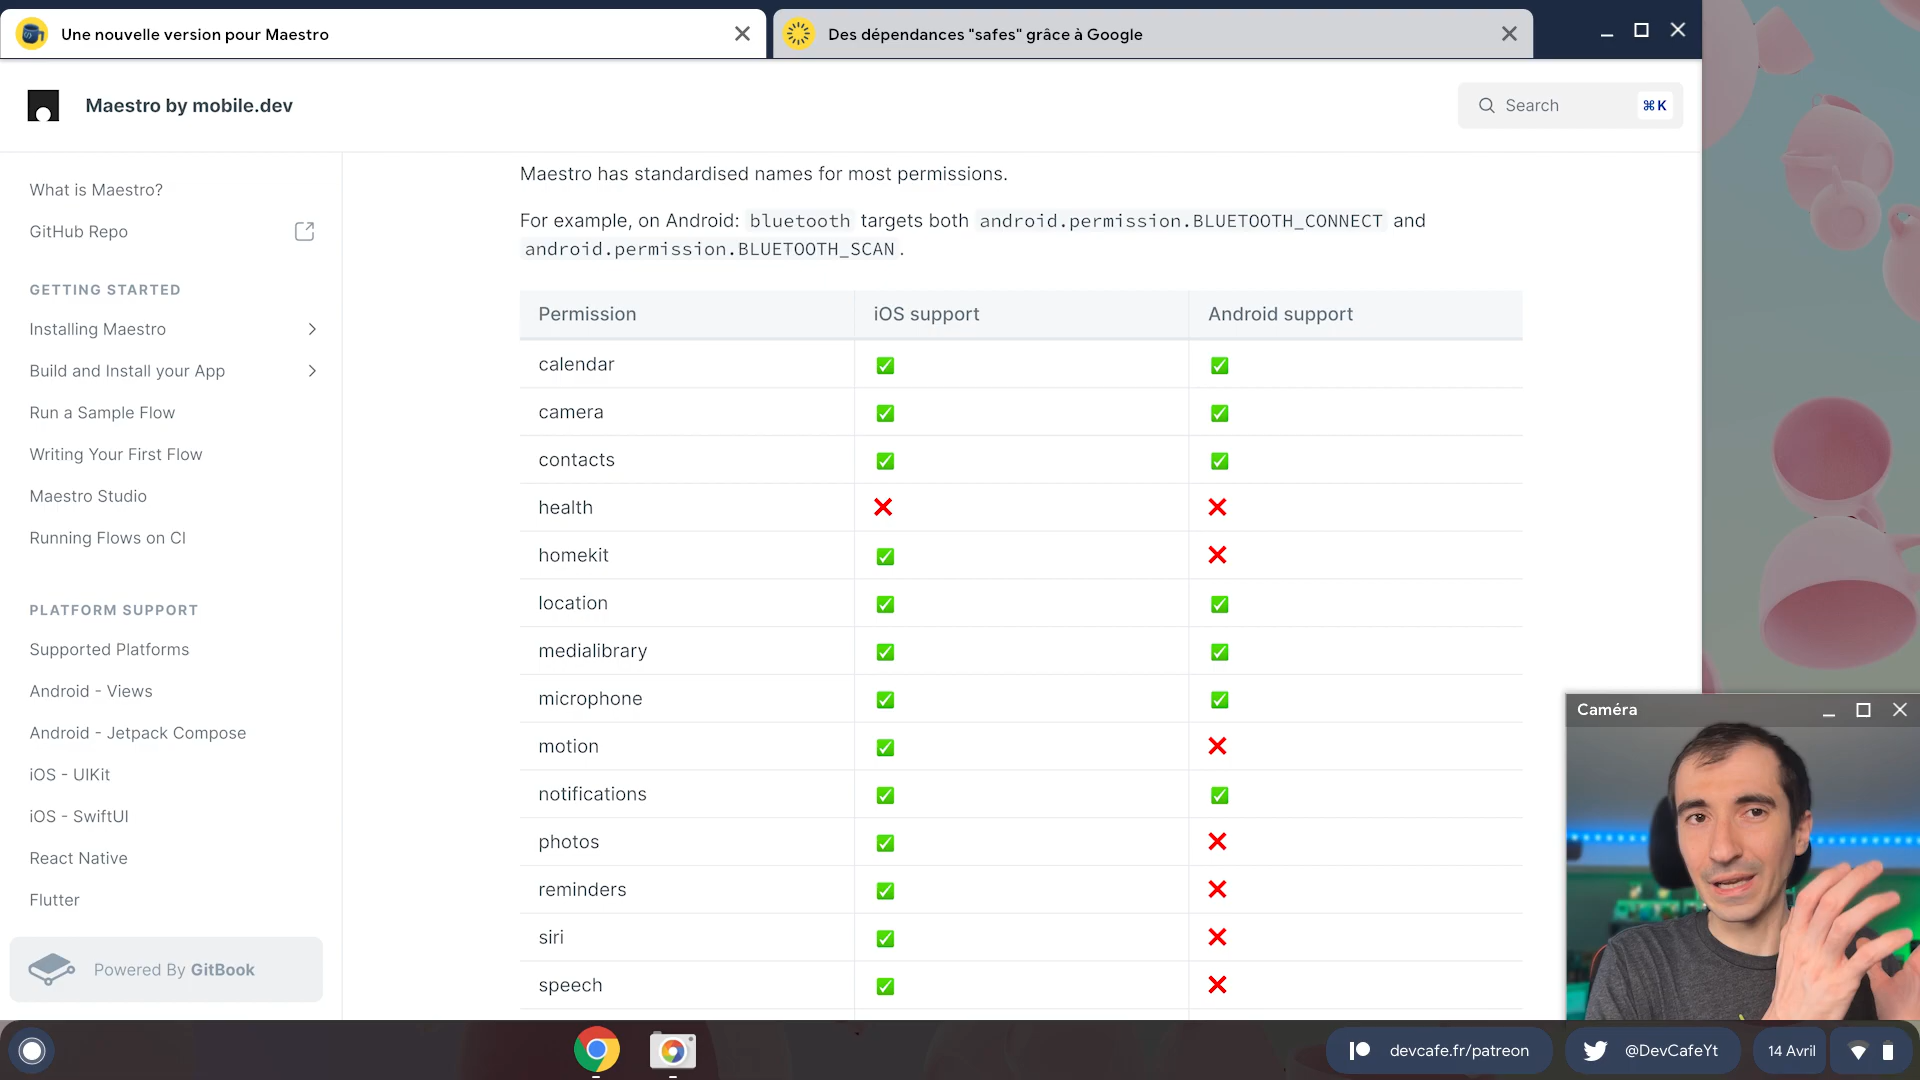 Une nouvelle version pour Maestro
Des dépendances "safes" grâce à Google
Maestro by mobile.dev
Search
⌘K
What is Maestro?
GitHub Repo
GETTING STARTED
Installing Maestro
Build and Install your App
Run a Sample Flow
Writing Your First Flow
Maestro Studio
Running Flows on CI
PLATFORM SUPPORT
Supported Platforms
Android - Views
Android - Jetpack Compose
iOS - UIKit
iOS - SwiftUI
React Native
Flutter
Powered By GitBook
Maestro has standardised names for most permissions.
For example, on Android: bluetooth targets both android.permission.BLUETOOTH_CONNECT and
android.permission.BLUETOOTH_SCAN.
Permission iOS support Android support
calendar ✅ ✅
camera ✅ ✅
contacts ✅ ✅
health ❌ ❌
homekit ✅ ❌
location ✅ ✅
medialibrary ✅ ✅
microphone ✅ ✅
motion ✅ ❌
notifications ✅ ✅
photos ✅ ❌
reminders ✅ ❌
siri ✅ ❌
speech ✅ ❌
Caméra
devcafe.fr/patreon
@DevCafeYt
14 Avril